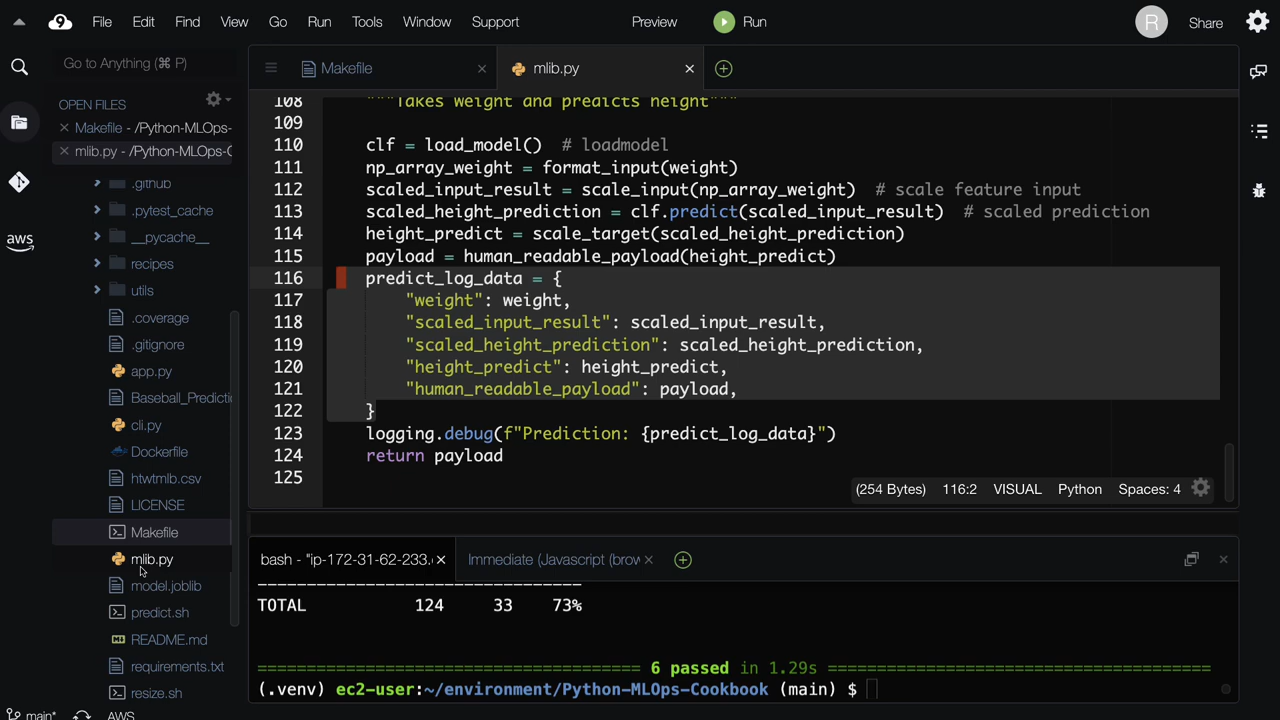 File Edit Find View Go Run Tools Window Support Preview Run R Share
Go to Anything (⌘ P)
Makefile
mlib.py
OPEN FILES
Makefile - /Python-MLOps-
mlib.py - /Python-MLOps-C
.github
.pytest_cache
__pycache__
recipes
utils
.coverage
.gitignore
app.py
Baseball_Predictio
cli.py
Dockerfile
htwtmlb.csv
LICENSE
Makefile
mlib.py
model.joblib
predict.sh
README.md
requirements.txt
resize.sh
aws
main*
AWS
108 """Takes weight and predicts height"""
109
110 clf = load_model()  # loadmodel
111 np_array_weight = format_input(weight)
112 scaled_input_result = scale_input(np_array_weight)  # scale feature input
113 scaled_height_prediction = clf.predict(scaled_input_result)  # scaled prediction
114 height_predict = scale_target(scaled_height_prediction)
115 payload = human_readable_payload(height_predict)
116 predict_log_data = {
117 "weight": weight,
118 "scaled_input_result": scaled_input_result,
119 "scaled_height_prediction": scaled_height_prediction,
120 "height_predict": height_predict,
121 "human_readable_payload": payload,
122 }
123 logging.debug(f"Prediction: {predict_log_data}")
124 return payload
125
(254 Bytes) 116:2 VISUAL Python Spaces: 4
bash - "ip-172-31-62-233.
Immediate (Javascript (brow
---------------------------------
TOTAL 124 33 73%
======================================= 6 passed in 1.29s =======================================
(.venv) ec2-user:~/environment/Python-MLOps-Cookbook (main) $